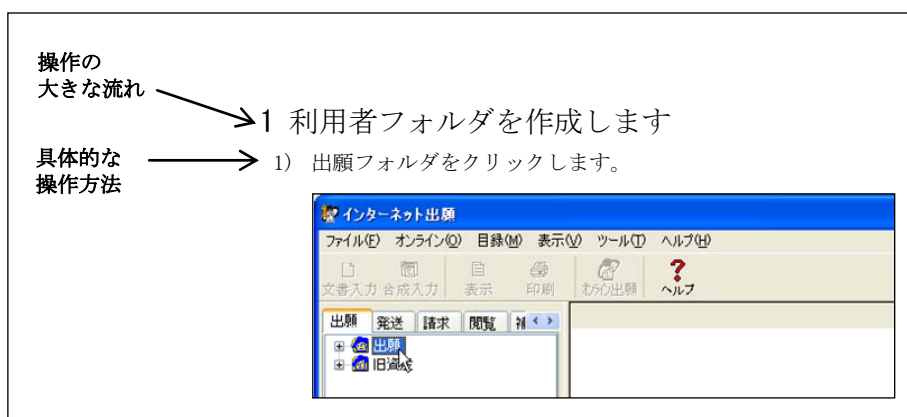 操作の
大きな流れ
1 利用者フォルダを作成します
具体的な
操作方法
1) 出願フォルダをクリックします。
インターネット出願
ファイル(F) オンライン(O) 目録(M) 表示(V) ツール(T) ヘルプ(H)
文書入力 合成入力 表示 印刷 出願 ヘルプ
出願 発送 請求 閲覧
出願